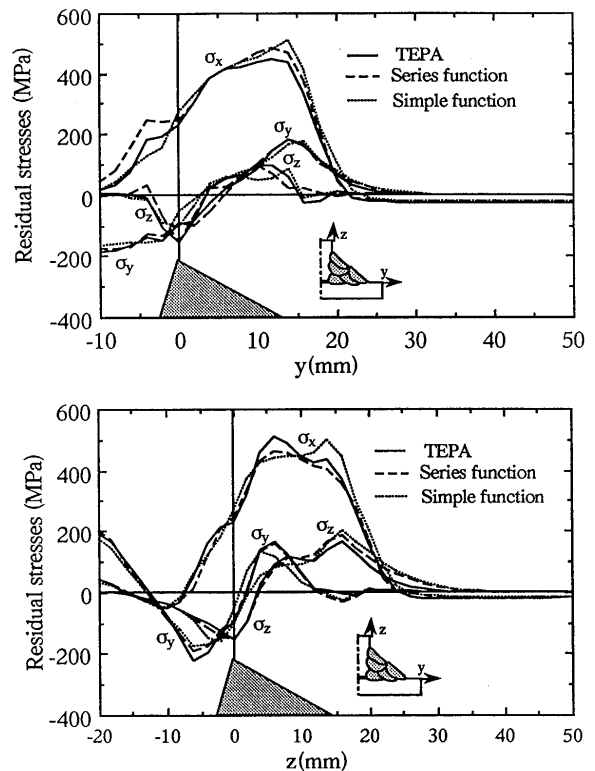 600
400
200
0
-200
-400
Residual stresses (MPa)
σx
TEPA
Series function
Simple function
σy
σz
σz
σy
z
y
-10 0 10 20 30 40 50
y(mm)
600
400
200
0
-200
-400
Residual stresses (MPa)
σx
TEPA
Series function
Simple function
σy
σz
σy
σz
z
y
-20 -10 0 10 20 30 40 50
z(mm)